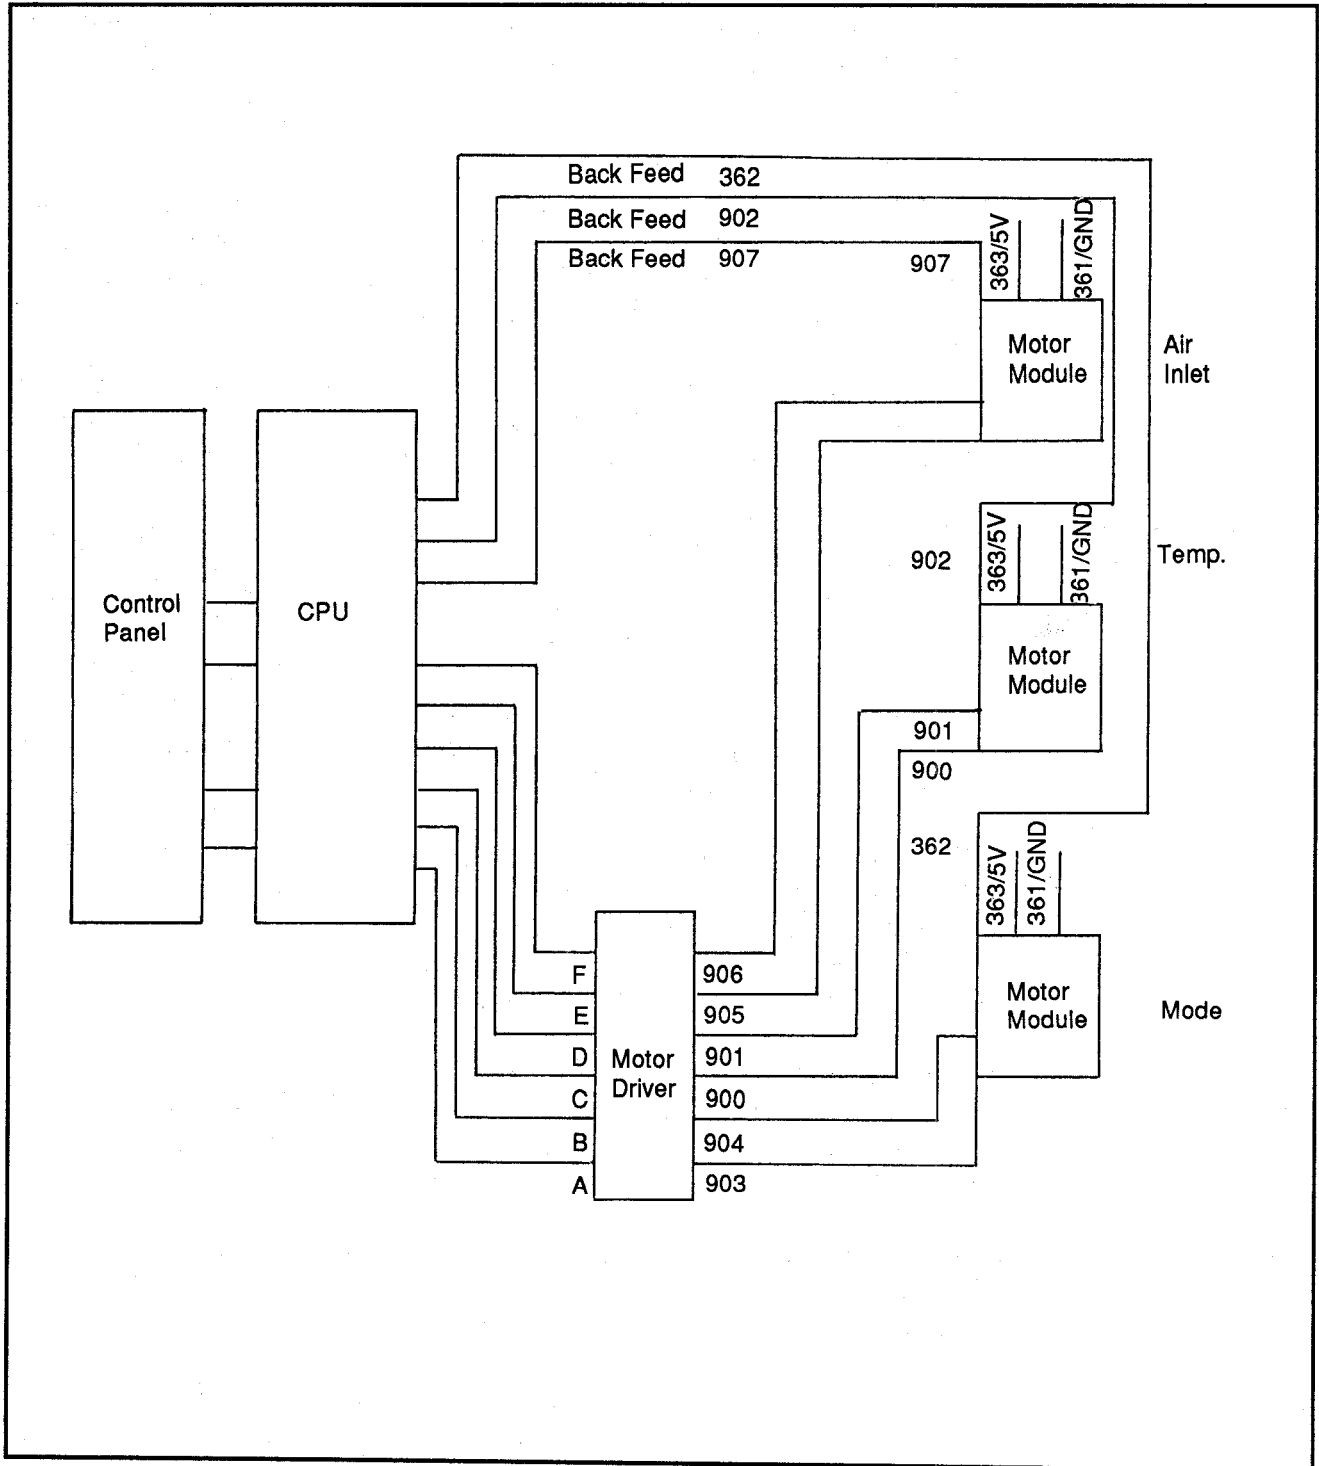 Back Feed 362
Back Feed 902
Back Feed 907
907
363/5V
361/GND
Motor
Module
Air
Inlet
902
363/5V
361/GND
Temp.
Control
Panel
CPU
Motor
Module
901
900
362
363/5V
361/GND
Motor
Module
Mode
F
906
E
905
D
901
Motor
Driver
C
900
B
904
A
903